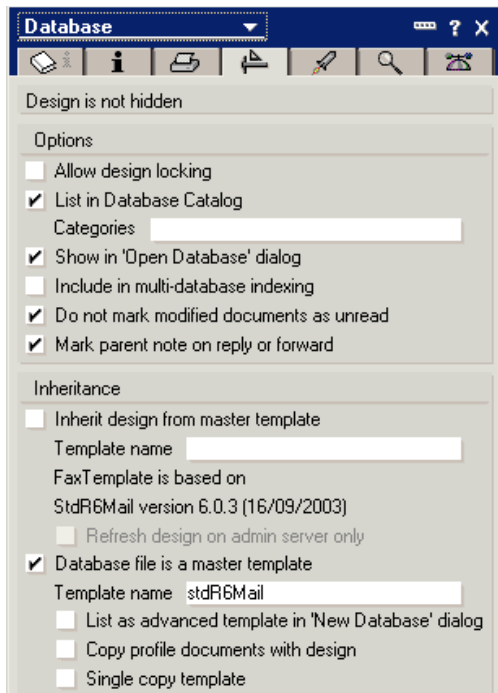 Database
? X
i i
Design is not hidden
Options
Allow design locking
List in Database Catalog
Categories
Show in 'Open Database' dialog
Include in multi-database indexing
Do not mark modified documents as unread
Mark parent note on reply or forward
Inheritance
Inherit design from master template
Template name
FaxTemplate is based on
StdR6Mail version 6.0.3 (16/09/2003)
Refresh design on admin server only
Database file is a master template
Template name stdR6Mail
List as advanced template in 'New Database' dialog
Copy profile documents with design
Single copy template